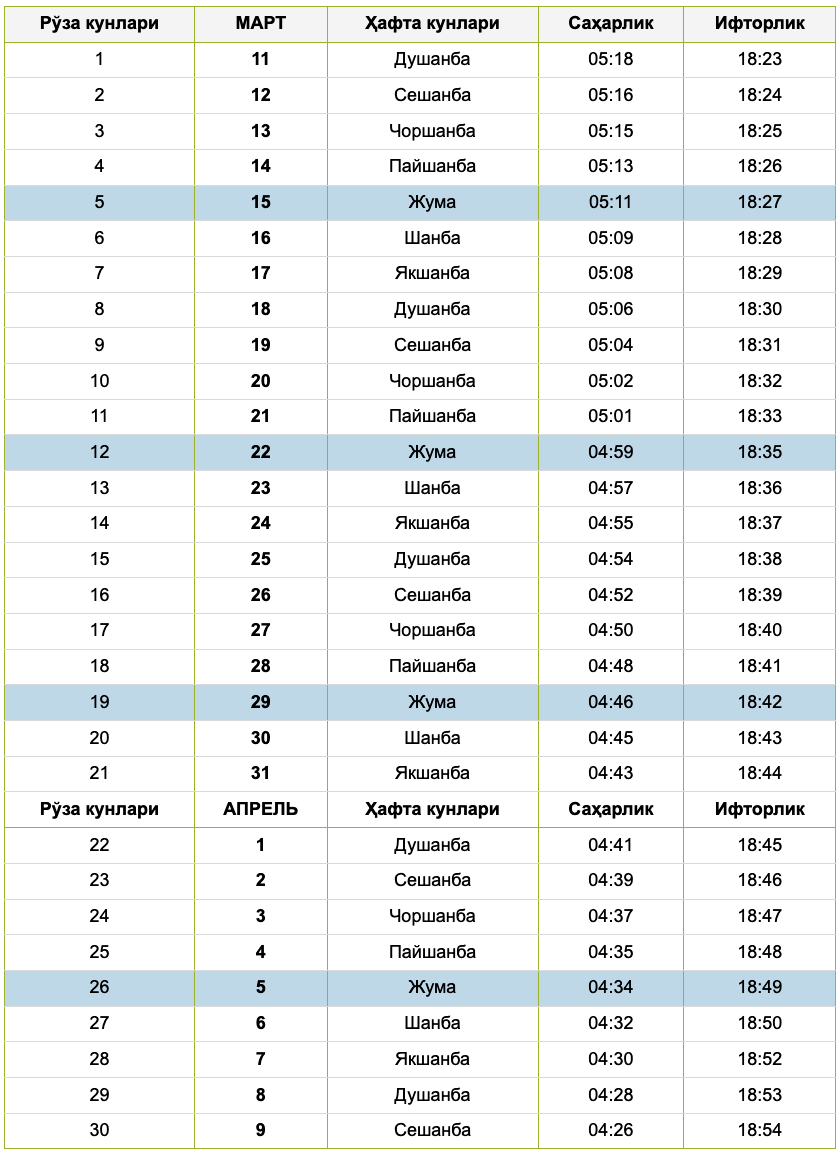 Рўза кунлари МАРТ Ҳафта кунлари Саҳарлик Ифторлик
1 11 Душанба 05:18 18:23
2 12 Сешанба 05:16 18:24
3 13 Чоршанба 05:15 18:25
4 14 Пайшанба 05:13 18:26
5 15 Жума 05:11 18:27
6 16 Шанба 05:09 18:28
7 17 Якшанба 05:08 18:29
8 18 Душанба 05:06 18:30
9 19 Сешанба 05:04 18:31
10 20 Чоршанба 05:02 18:32
11 21 Пайшанба 05:01 18:33
12 22 Жума 04:59 18:35
13 23 Шанба 04:57 18:36
14 24 Якшанба 04:55 18:37
15 25 Душанба 04:54 18:38
16 26 Сешанба 04:52 18:39
17 27 Чоршанба 04:50 18:40
18 28 Пайшанба 04:48 18:41
19 29 Жума 04:46 18:42
20 30 Шанба 04:45 18:43
21 31 Якшанба 04:43 18:44
Рўза кунлари АПРЕЛЬ Ҳафта кунлари Саҳарлик Ифторлик
22 1 Душанба 04:41 18:45
23 2 Сешанба 04:39 18:46
24 3 Чоршанба 04:37 18:47
25 4 Пайшанба 04:35 18:48
26 5 Жума 04:34 18:49
27 6 Шанба 04:32 18:50
28 7 Якшанба 04:30 18:52
29 8 Душанба 04:28 18:53
30 9 Сешанба 04:26 18:54